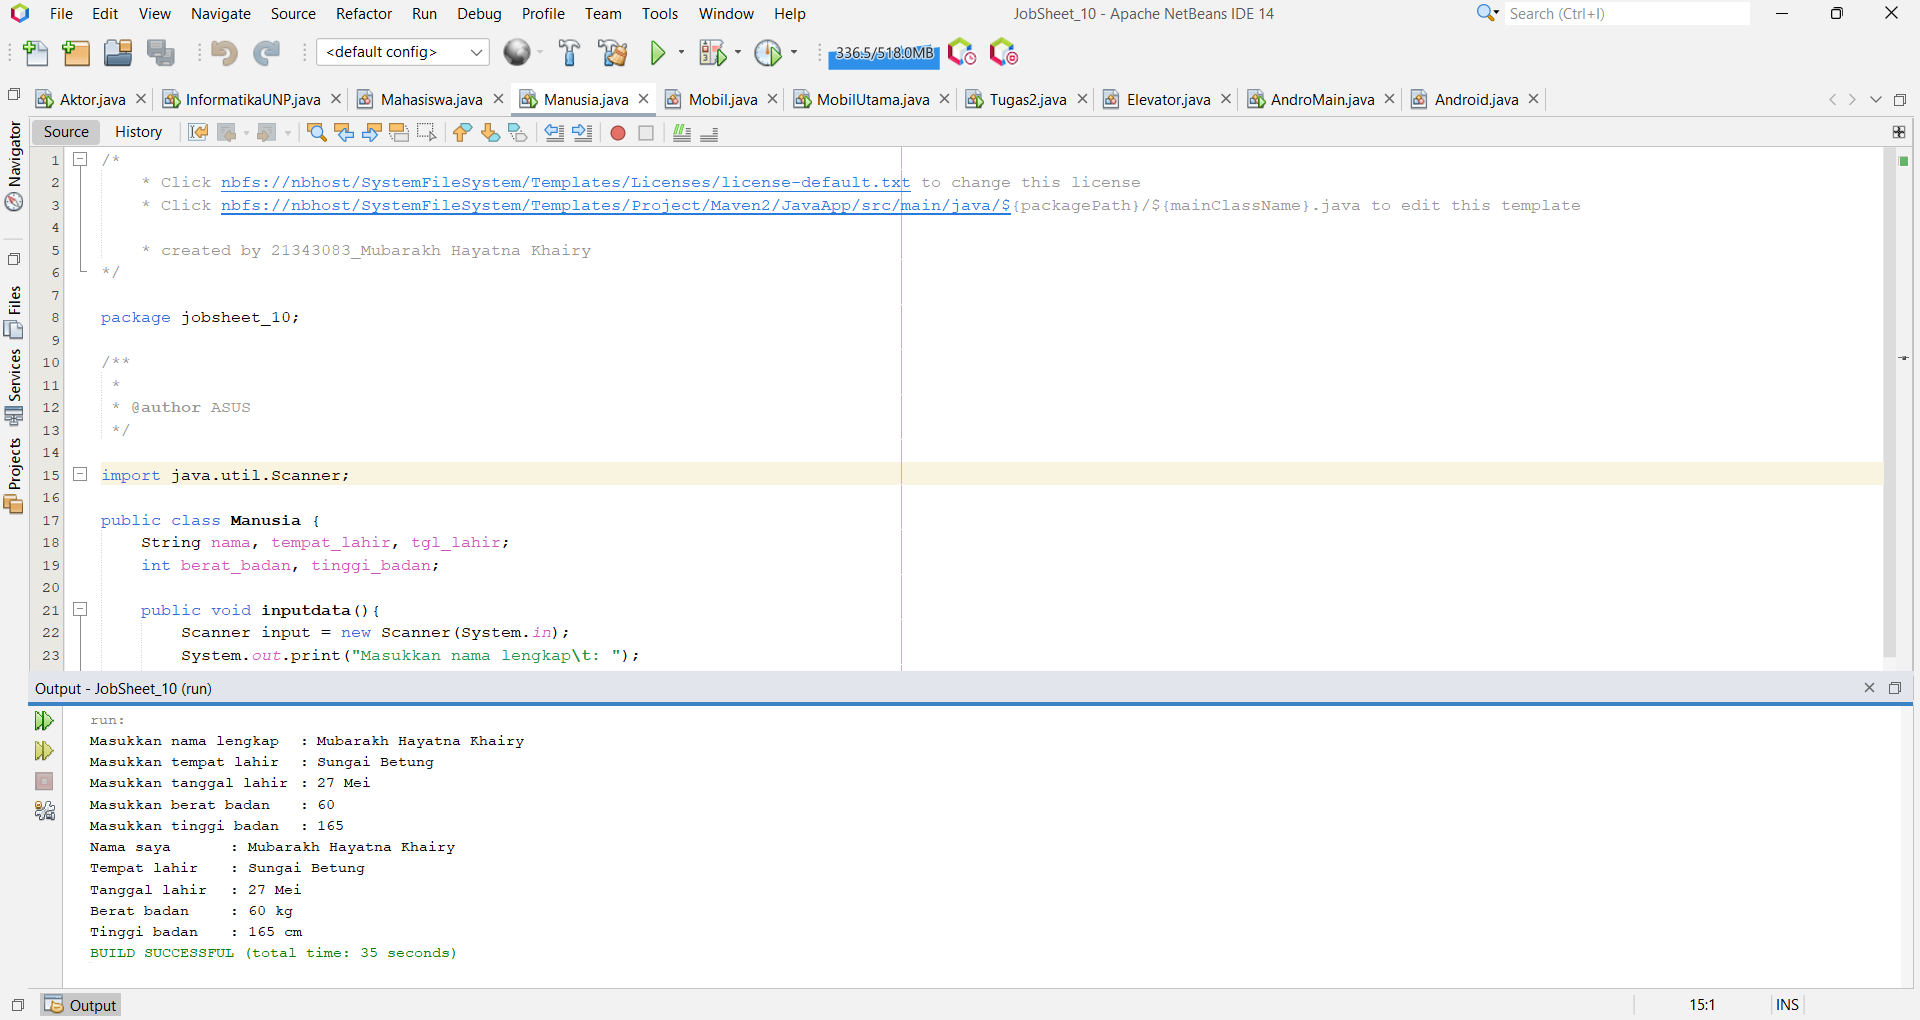 File Edit View Navigate Source Refactor Run Debug Profile Team Tools Window Help JobSheet_10 - Apache NetBeans IDE 14 Search (Ctrl+I)
<default config> 336.5/518.0MB
Aktor.java InformatikaUNP.java Mahasiswa.java Manusia.java Mobil.java MobilUtama.java Tugas2.java Elevator.java AndroMain.java Android.java
Source History
Navigator
Files
Services
Projects
1 /*
2 * Click nbfs://nbhost/SystemFileSystem/Templates/Licenses/license-default.txt to change this license
3 * Click nbfs://nbhost/SystemFileSystem/Templates/Project/Maven2/JavaApp/src/main/java/${packagePath}/${mainClassName}.java to edit this template
4
5 * created by 21343083_Mubarakh Hayatna Khairy
6 */
7
8 package jobsheet_10;
9
10 /**
11 *
12 * @author ASUS
13 */
14
15 import java.util.Scanner;
16
17 public class Manusia {
18 String nama, tempat_lahir, tgl_lahir;
19 int berat_badan, tinggi_badan;
20
21 public void inputdata(){
22 Scanner input = new Scanner(System.in);
23 System.out.print("Masukkan nama lengkap\t: ");
Output - JobSheet_10 (run)
run:
Masukkan nama lengkap : Mubarakh Hayatna Khairy
Masukkan tempat lahir : Sungai Betung
Masukkan tanggal lahir : 27 Mei
Masukkan berat badan : 60
Masukkan tinggi badan : 165
Nama saya : Mubarakh Hayatna Khairy
Tempat lahir : Sungai Betung
Tanggal lahir : 27 Mei
Berat badan : 60 kg
Tinggi badan : 165 cm
BUILD SUCCESSFUL (total time: 35 seconds)
Output 15:1 INS